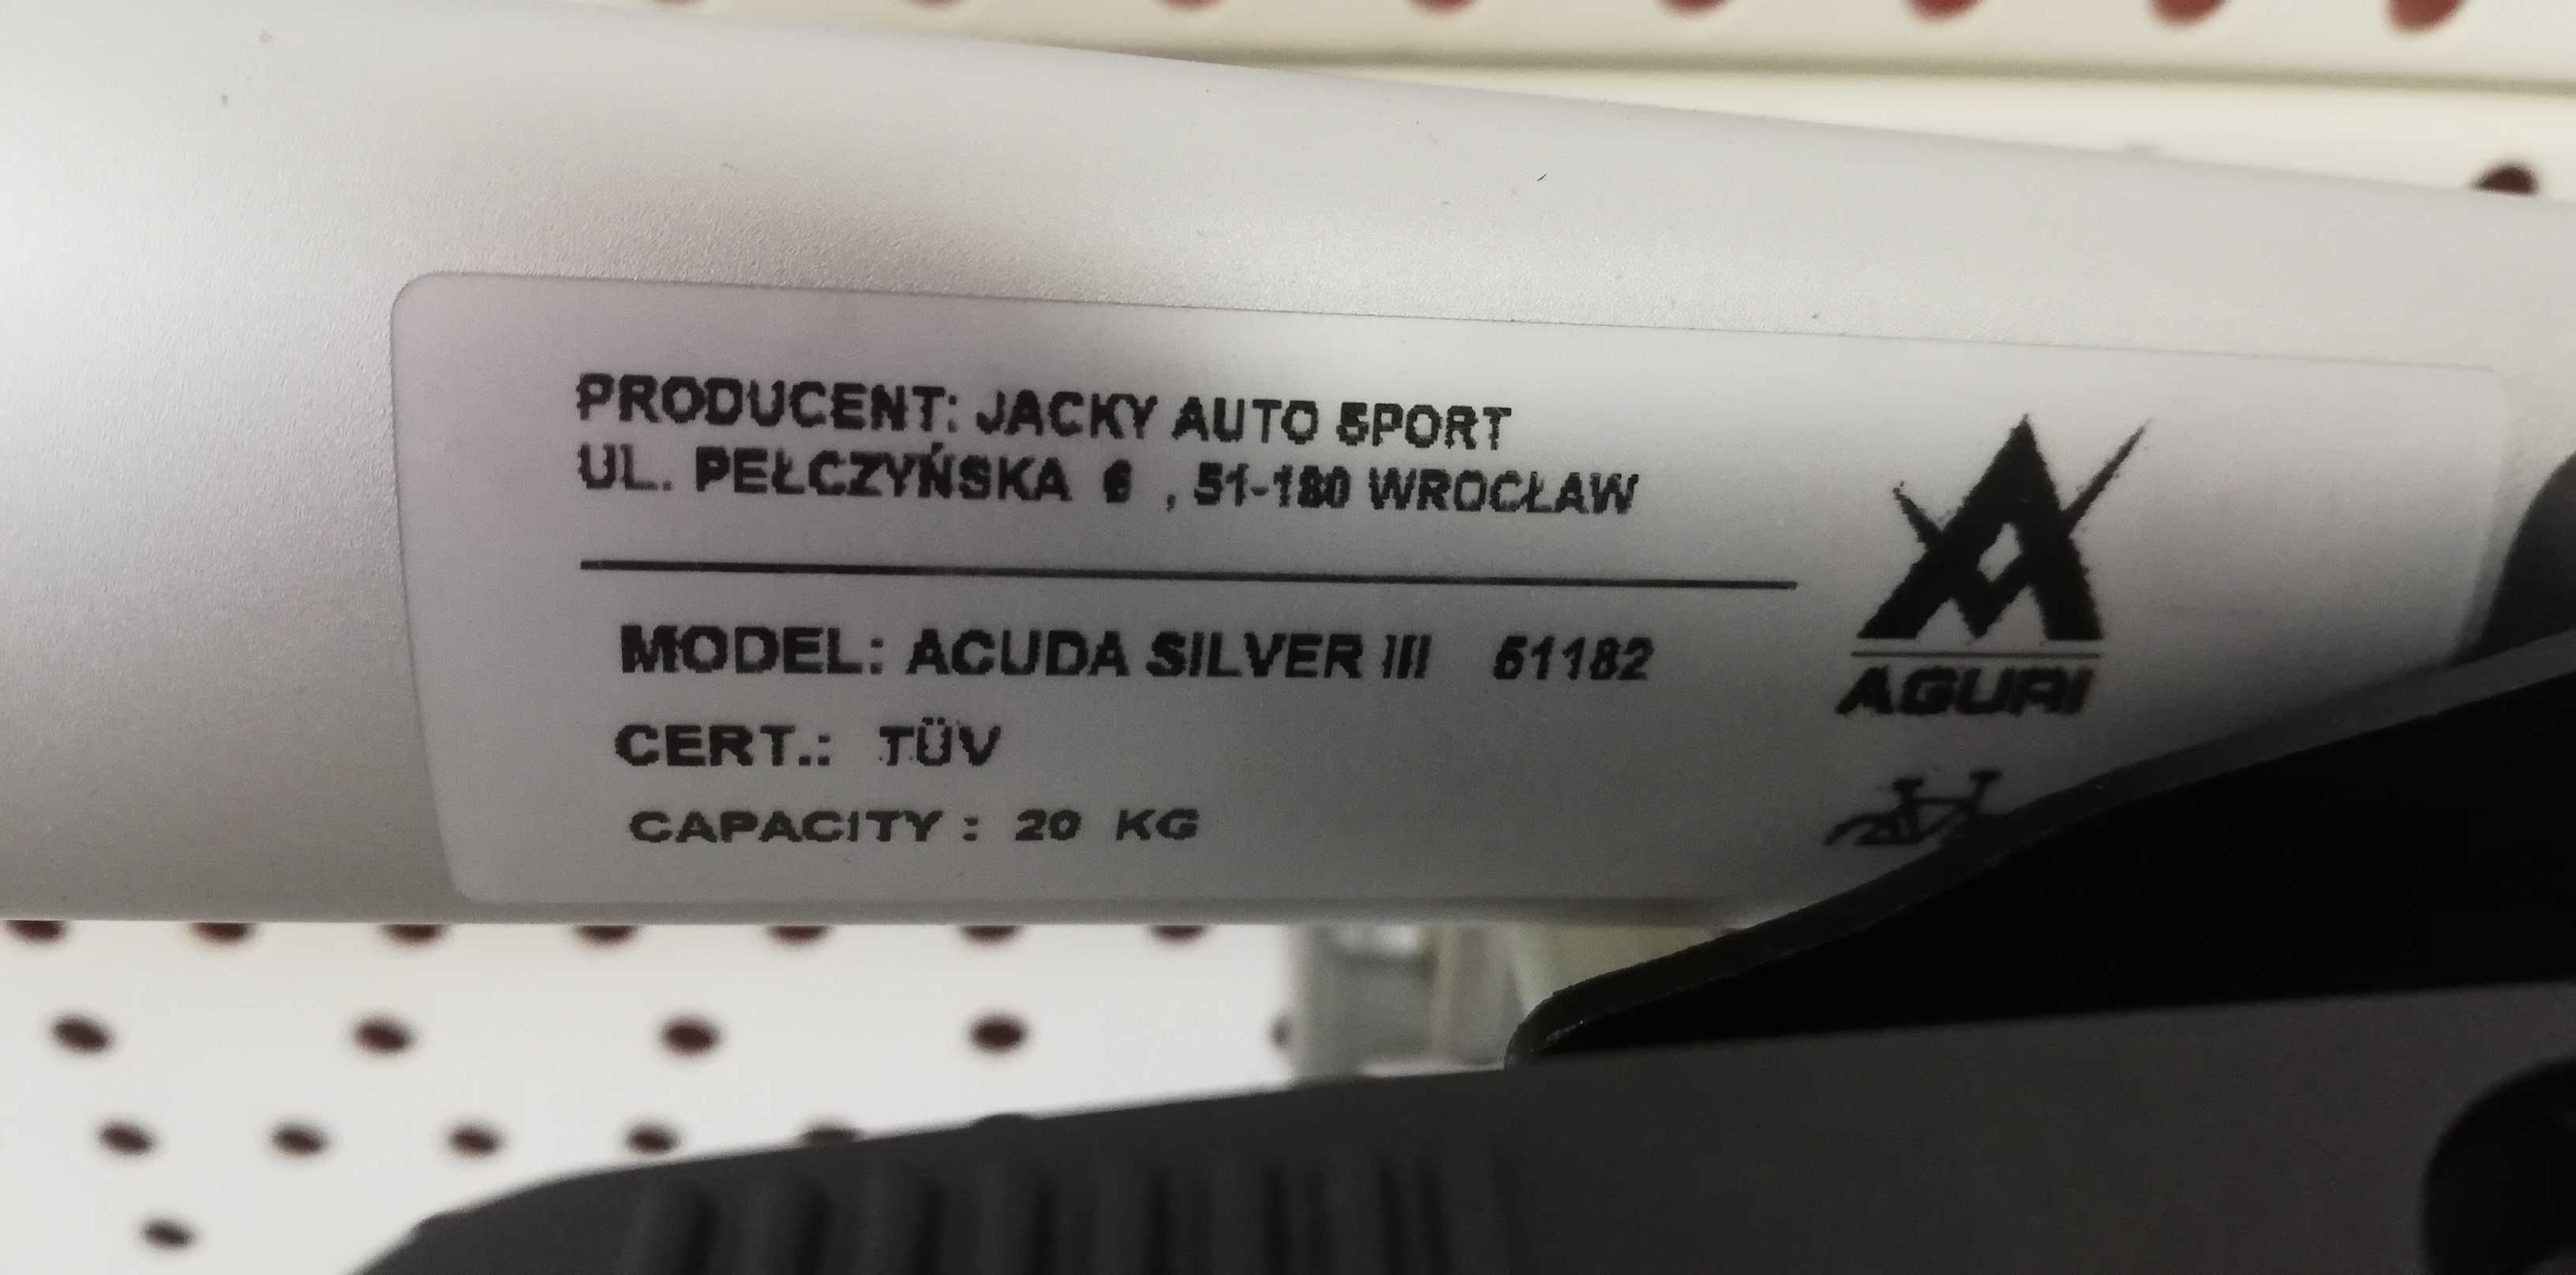 PRODUCENT: JACKY AUTO SPORT
UL. PEŁCZYŃSKA 6 , 51-180 WROCŁAW
MODEL: ACUDA SILVER III 51182
CERT.: TÜV
CAPACITY : 20 KG
AGURI